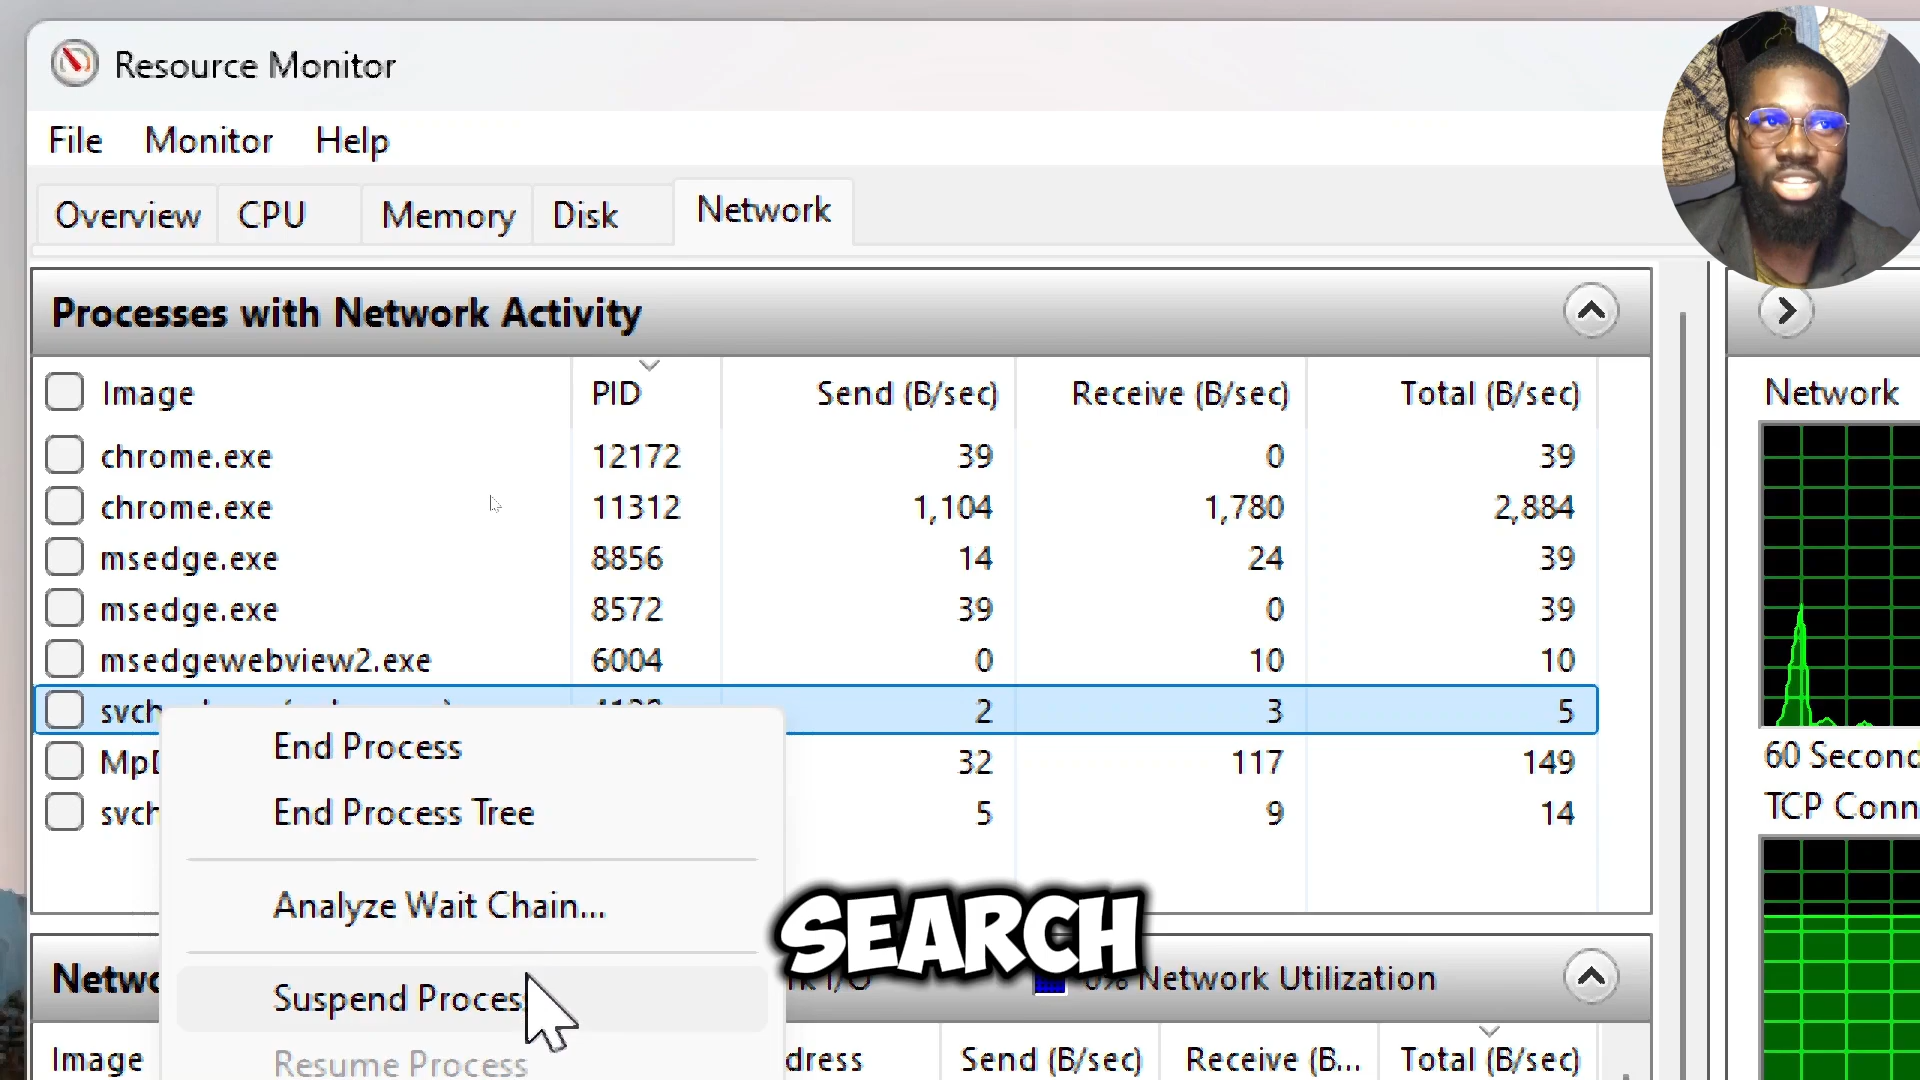 Resource Monitor
File Monitor Help
Overview CPU Memory Disk Network
Processes with Network Activity
Image PID Send (B/sec) Receive (B/sec) Total (B/sec)
chrome.exe 12172 39 0 39
chrome.exe 11312 1,104 1,780 2,884
msedge.exe 8856 14 24 39
msedge.exe 8572 39 0 39
msedgewebview2.exe 6004 0 10 10
svch 2 3 5
MpD 32 117 149
svch 5 9 14
End Process
End Process Tree
Analyze Wait Chain...
Suspend Proces
Resume Process
SEARCH
Netwo 0% Network Utilization
Image dress Send (B/sec) Receive (B... Total (B/sec)
Network
60 Second
TCP Conn